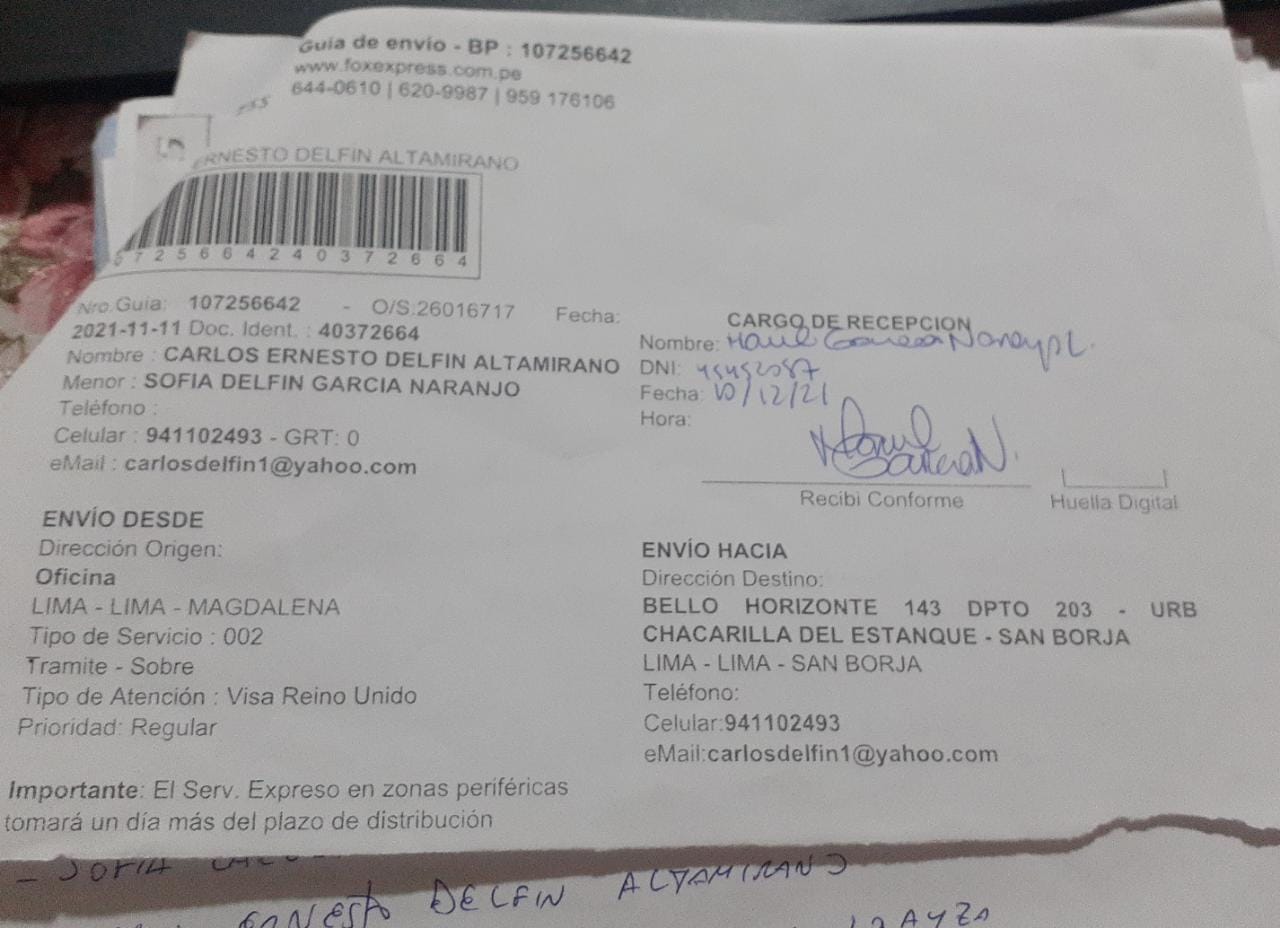 Guia de envío - BP : 107256642
www.foxexpress.com.pe
644-0610 | 620-9987 | 959 176106
ERNESTO DELFIN ALTAMIRANO
725664240372664
Nro.Guia: 107256642 - O/S:26016717 Fecha:
2021-11-11 Doc. Ident. : 40372664
Nombre : CARLOS ERNESTO DELFIN ALTAMIRANO
Menor : SOFIA DELFIN GARCIA NARANJO
Teléfono :
Celular : 941102493 - GRT: 0
eMail : carlosdelfin1@yahoo.com
CARGO DE RECEPCION
Nombre:
DNI:
Fecha: 10/12/21
Hora:
Recibi Conforme
Huella Digital
ENVÍO DESDE
Dirección Origen:
Oficina
LIMA - LIMA - MAGDALENA
Tipo de Servicio : 002
Tramite - Sobre
Tipo de Atención : Visa Reino Unido
Prioridad: Regular
ENVÍO HACIA
Dirección Destino:
BELLO HORIZONTE 143 DPTO 203 - URB
CHACARILLA DEL ESTANQUE - SAN BORJA
LIMA - LIMA - SAN BORJA
Teléfono:
Celular:941102493
eMail:carlosdelfin1@yahoo.com
Importante: El Serv. Expreso en zonas periféricas
tomará un día más del plazo de distribución
ERNESTO DELFIN ALTAMIRANO